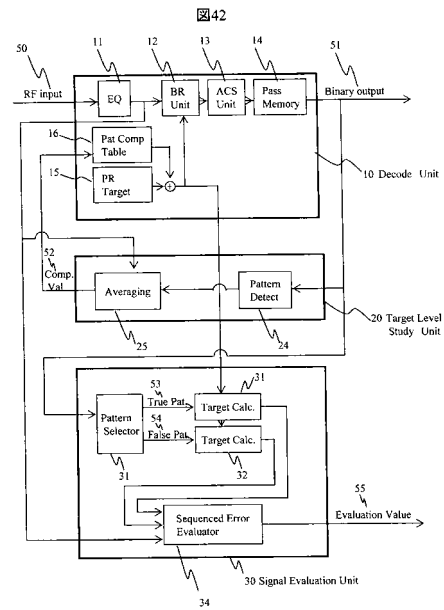 図42
50
11
12
13
14
51
RF input
EQ
BR
Unit
ACS
Unit
Pass
Memory
Binary output
16
Pat Comp
Table
15
PR
Target
10 Decode Unit
52
Comp.
Val
Averaging
Pattern
Detect
25
24
20 Target Level
Study Unit
53
31
True Pat.
Target Calc.
54
Pattern
Selector
False Pat.
Target Calc.
31
32
55
Sequenced Error
Evaluator
Evaluation Value
34
30 Signal Evaluation Unit